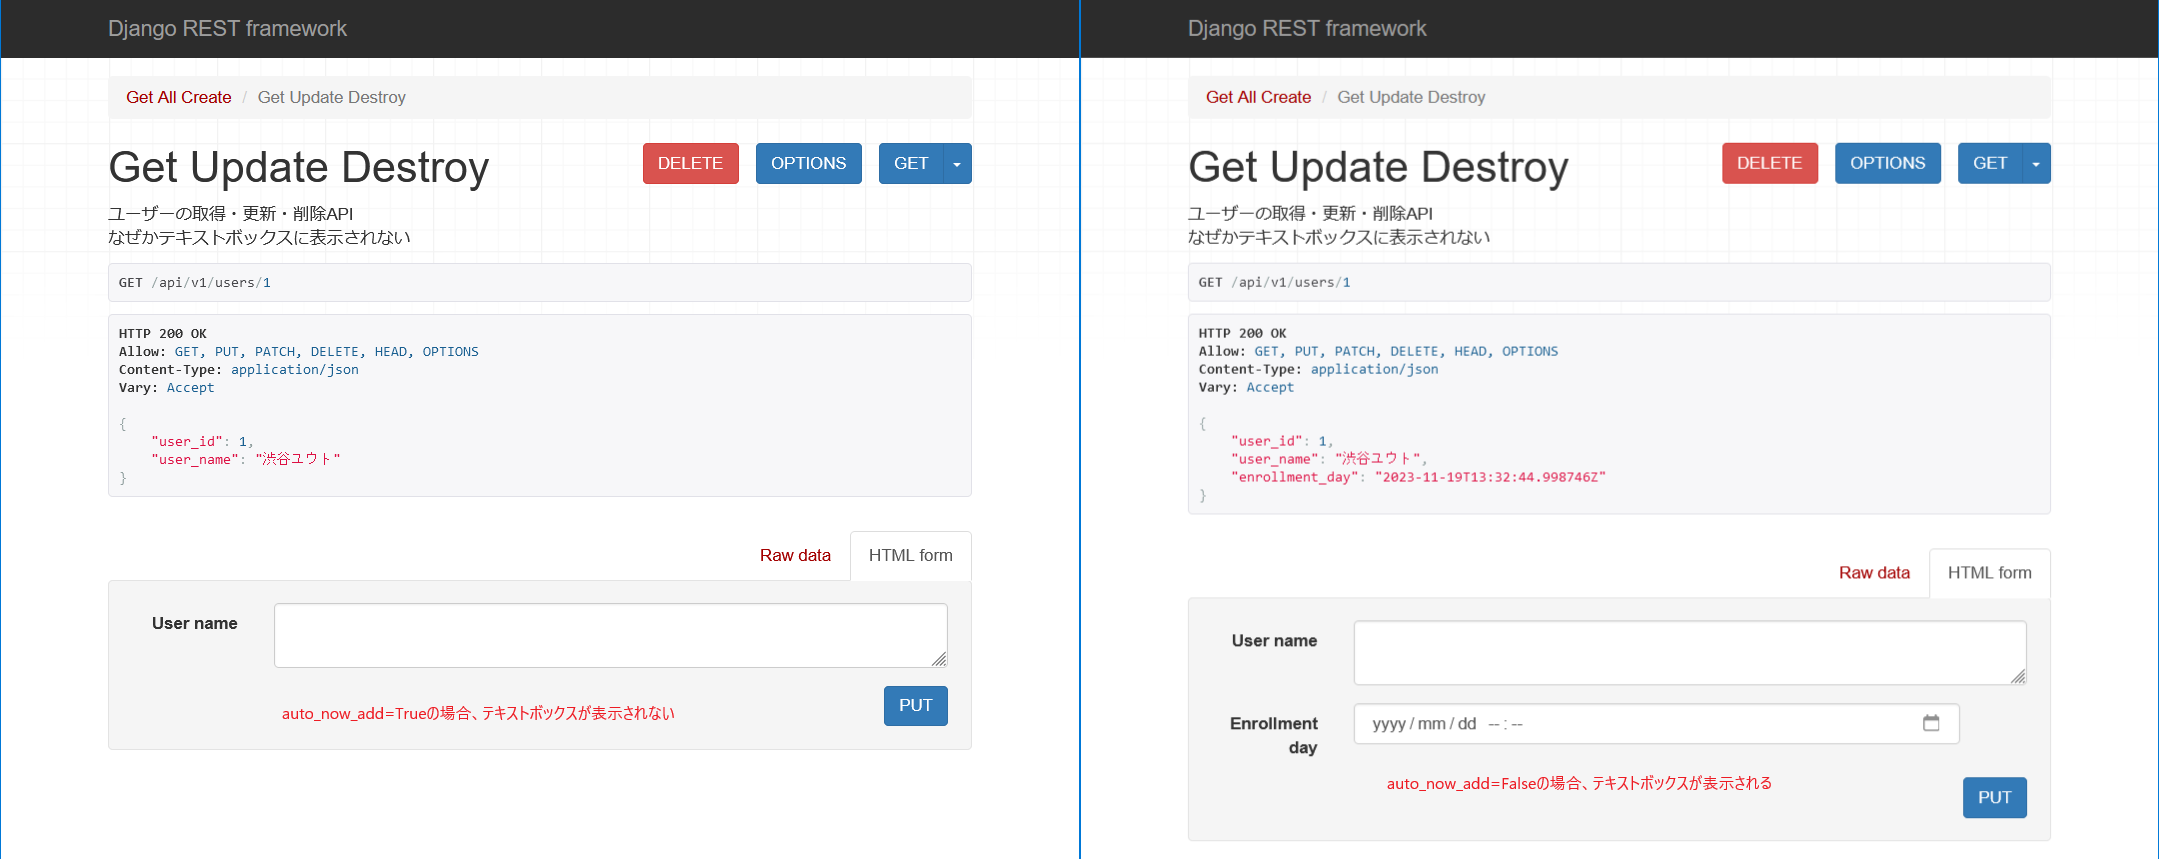 Django REST framework
Get All Create / Get Update Destroy
Get Update Destroy
DELETE
OPTIONS
GET
ユーザーの取得・更新・削除API
なぜかテキストボックスに表示されない
GET /api/v1/users/1
HTTP 200 OK
Allow: GET, PUT, PATCH, DELETE, HEAD, OPTIONS
Content-Type: application/json
Vary: Accept
{
"user_id": 1,
"user_name": "渋谷ユウト"
}
Raw data
HTML form
User name
auto_now_add=Trueの場合、テキストボックスが表示されない
PUT
Django REST framework
Get All Create / Get Update Destroy
Get Update Destroy
DELETE
OPTIONS
GET
ユーザーの取得・更新・削除API
なぜかテキストボックスに表示されない
GET /api/v1/users/1
HTTP 200 OK
Allow: GET, PUT, PATCH, DELETE, HEAD, OPTIONS
Content-Type: application/json
Vary: Accept
{
"user_id": 1,
"user_name": "渋谷ユウト",
"enrollment_day": "2023-11-19T13:32:44.998746Z"
}
Raw data
HTML form
User name
Enrollment
day
yyyy/mm/dd --:--
auto_now_add=Falseの場合、テキストボックスが表示される
PUT